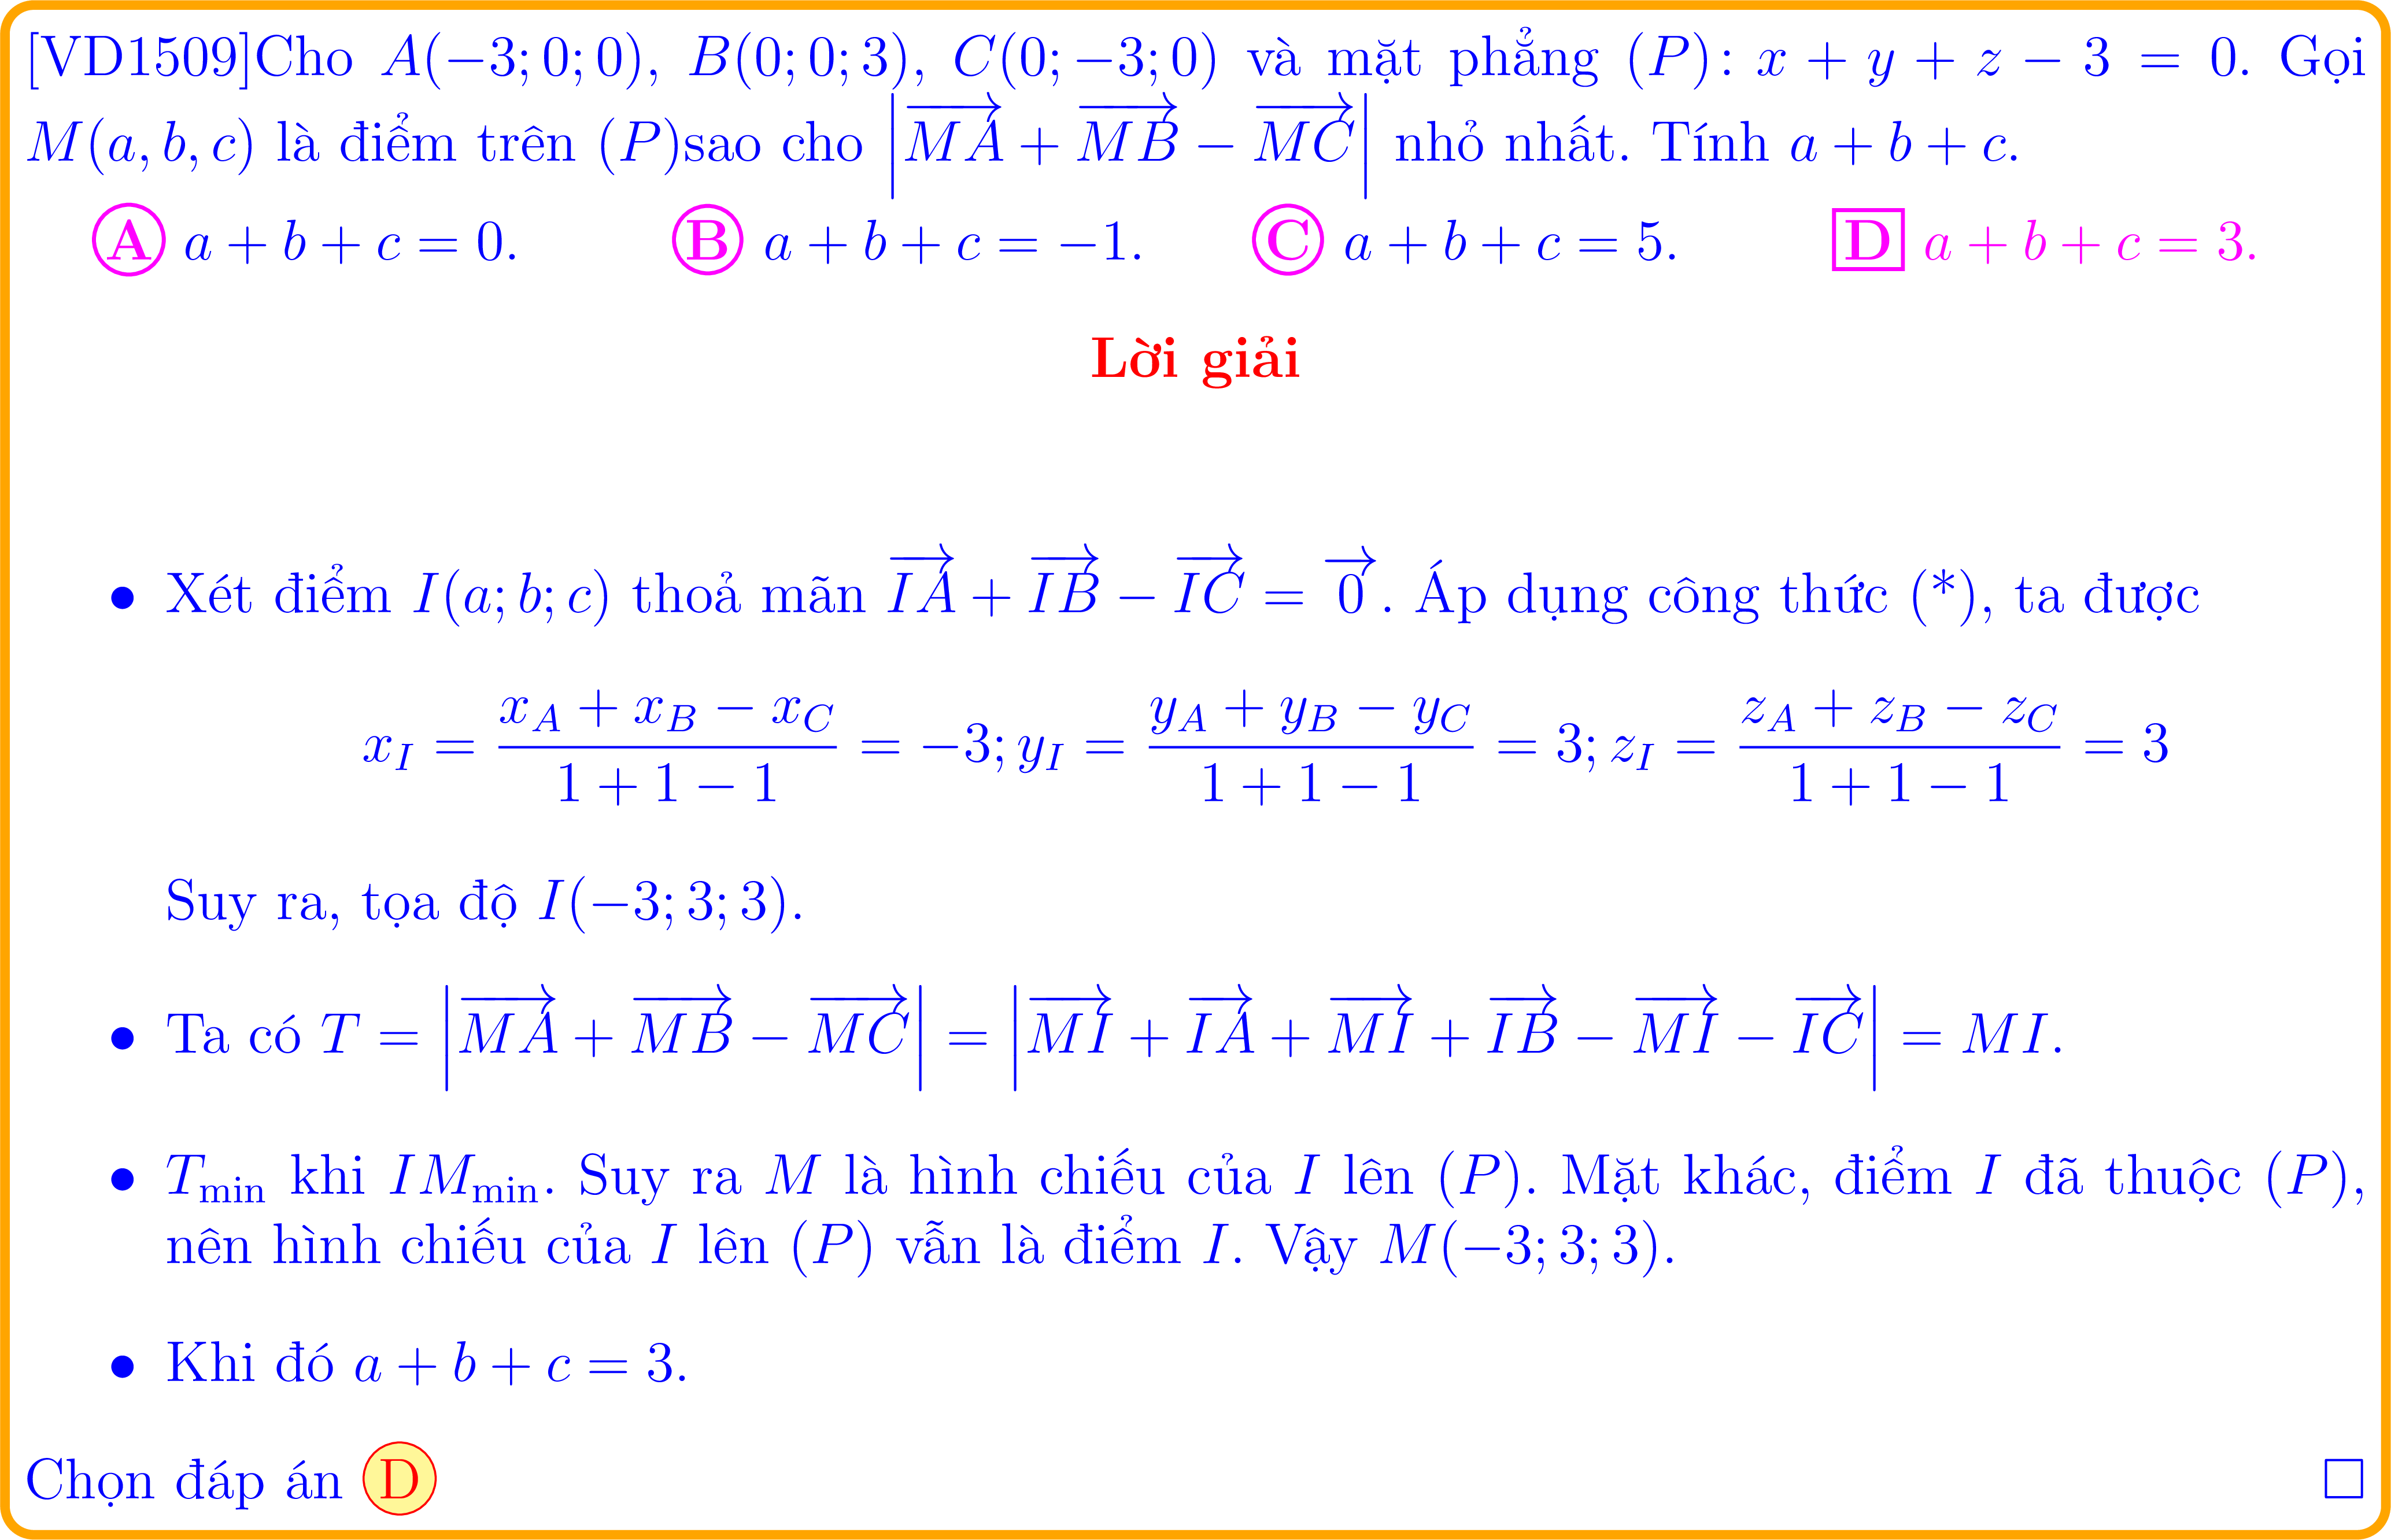 [VD1509]Cho A(−3; 0; 0), B(0; 0; 3), C(0; −3; 0) và mặt phẳng (P): x + y + z − 3 = 0. Gọi
M(a, b, c) là điểm trên (P)sao cho |\overrightarrow{MA} + \overrightarrow{MB} − \overrightarrow{MC}| nhỏ nhất. Tính a + b + c.
A a + b + c = 0. B a + b + c = −1. C a + b + c = 5. D a + b + c = 3.
Lời giải
• Xét điểm I(a; b; c) thoả mãn \overrightarrow{IA} + \overrightarrow{IB} − \overrightarrow{IC} = \overrightarrow{0}. Áp dụng công thức (*), ta được
x_I = \frac{x_A + x_B − x_C}{1 + 1 − 1} = −3; y_I = \frac{y_A + y_B − y_C}{1 + 1 − 1} = 3; z_I = \frac{z_A + z_B − z_C}{1 + 1 − 1} = 3
Suy ra, tọa độ I(−3; 3; 3).
• Ta có T = |\overrightarrow{MA} + \overrightarrow{MB} − \overrightarrow{MC}| = |\overrightarrow{MI} + \overrightarrow{IA} + \overrightarrow{MI} + \overrightarrow{IB} − \overrightarrow{MI} − \overrightarrow{IC}| = MI.
• T_{min} khi IM_{min}. Suy ra M là hình chiếu của I lên (P). Mặt khác, điểm I đã thuộc (P),
nên hình chiếu của I lên (P) vẫn là điểm I. Vậy M(−3; 3; 3).
• Khi đó a + b + c = 3.
Chọn đáp án D □